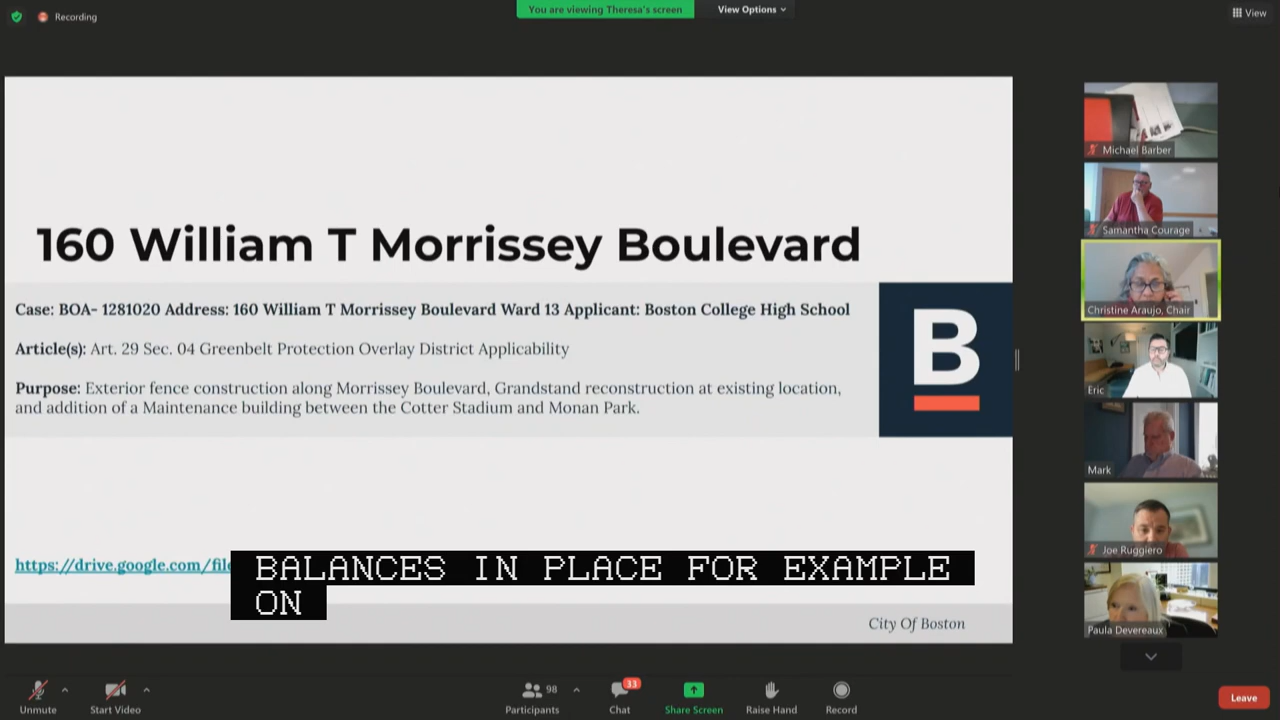 Recording
You are viewing Theresa's screen
View Options
View
160 William T Morrissey Boulevard
Case: BOA- 1281020 Address: 160 William T Morrissey Boulevard Ward 13 Applicant: Boston College High School
Article(s): Art. 29 Sec. 04 Greenbelt Protection Overlay District Applicability
Purpose: Exterior fence construction along Morrissey Boulevard, Grandstand reconstruction at existing location,
and addition of a Maintenance building between the Cotter Stadium and Monan Park.
B
https://drive.google.com/file
BALANCES IN PLACE FOR EXAMPLE
ON
City Of Boston
Michael Barber
Samantha Courage
Christine Araujo, Chair
Eric
Mark
Joe Ruggiero
Paula Devereaux
Unmute
Start Video
98
Participants
33
Chat
Share Screen
Raise Hand
Record
Leave